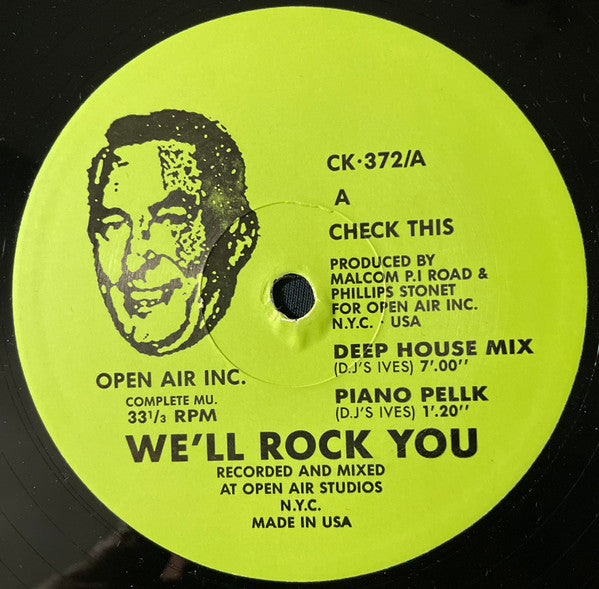 CK·372/A
A
CHECK THIS
PRODUCED BY
MALCOM P.I ROAD &
PHILLIPS STONET
FOR OPEN AIR INC.
N.Y.C. / USA
DEEP HOUSE MIX
(D.J'S IVES) 7'.00''
PIANO PELLK
(D.J'S IVES) 1'.20''
OPEN AIR INC.
COMPLETE MU.
33 1/3 RPM
WE'LL ROCK YOU
RECORDED AND MIXED
AT OPEN AIR STUDIOS
N.Y.C.
MADE IN USA